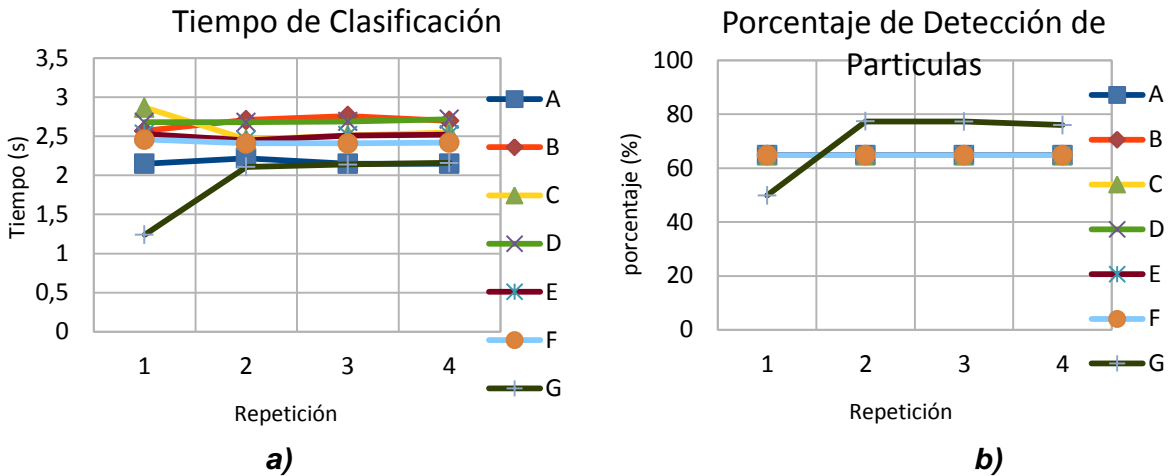 Tiempo de Clasificación
3,5
3
2,5
2
1,5
1
0,5
0
Tiempo (s)
1 2 3 4
Repetición
A
B
C
D
E
F
G
a)
Porcentaje de Detección de
Particulas
100
80
60
40
20
0
porcentaje (%)
1 2 3 4
Repetición
A
B
C
D
E
F
G
b)